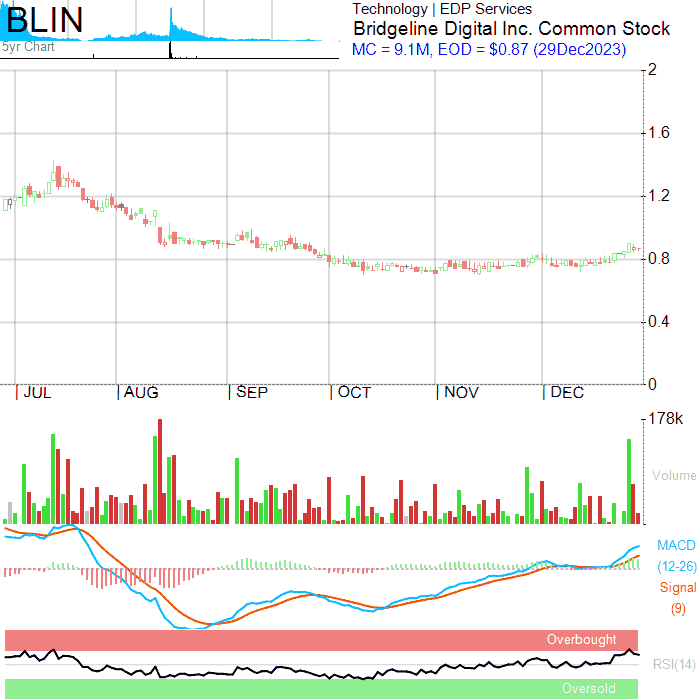 BLIN
5yr Chart
Technology | EDP Services
Bridgeline Digital Inc. Common Stock
MC = 9.1M, EOD = $0.87 (29Dec2023)
2
1.6
1.2
0.8
0.4
0
| JUL | AUG | SEP | OCT | NOV | DEC
178k
Volume
MACD
(12-26)
Signal
(9)
Overbought
RSI(14)
Oversold